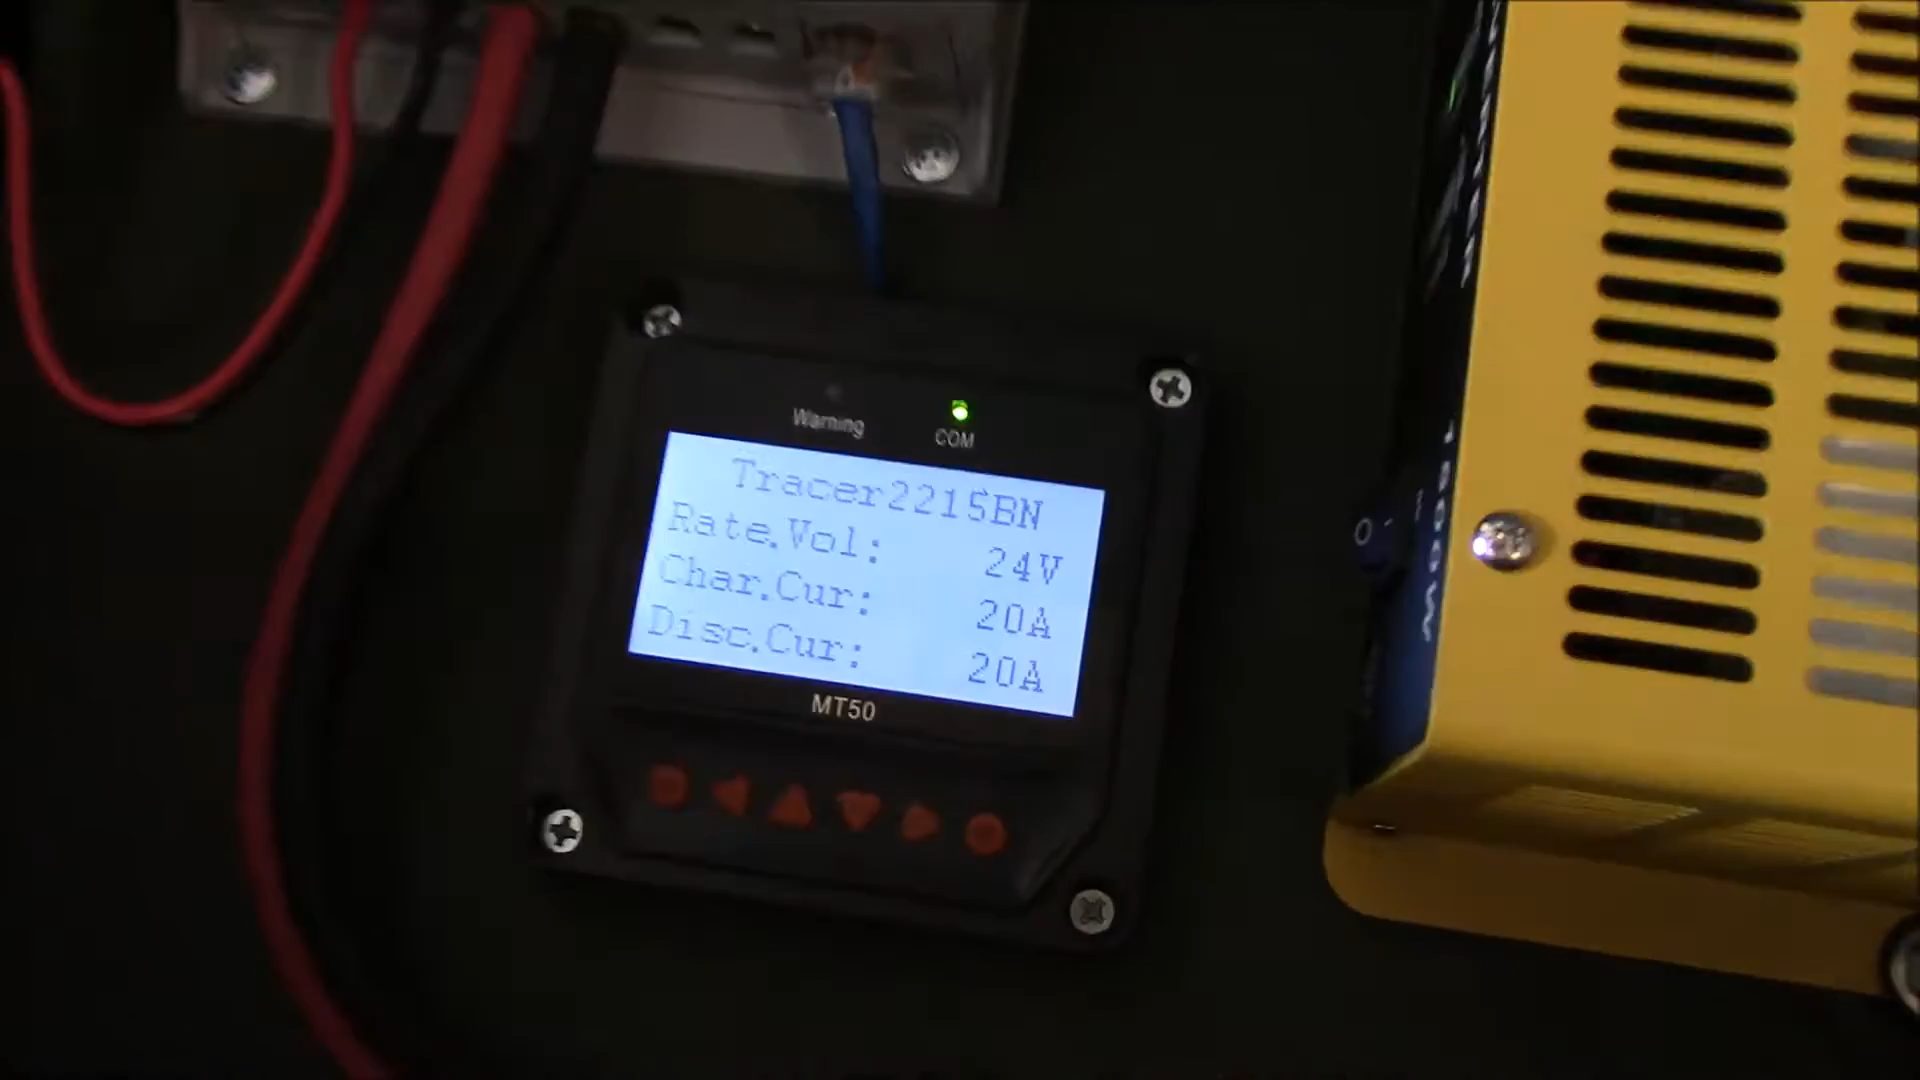 Warning COM
Tracer2215BN
Rate.Vol: 24V
Char.Cur: 20A
Disc.Cur: 20A
MT50